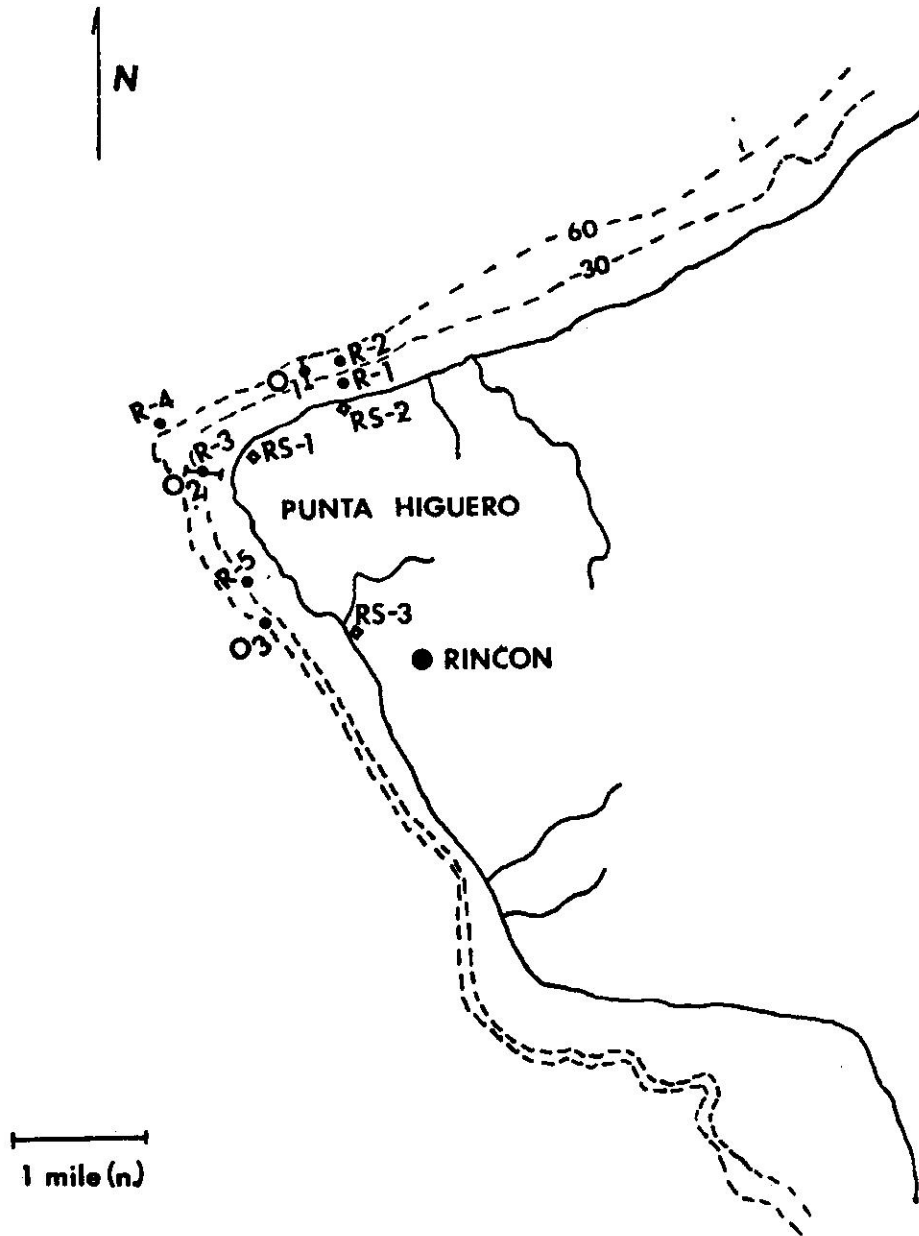 N
60
30
R-2
O1
R-1
R-4
RS-2
R-3
RS-1
O2
PUNTA HIGUERO
R-5
RS-3
O3
RINCON
1 mile (n.)